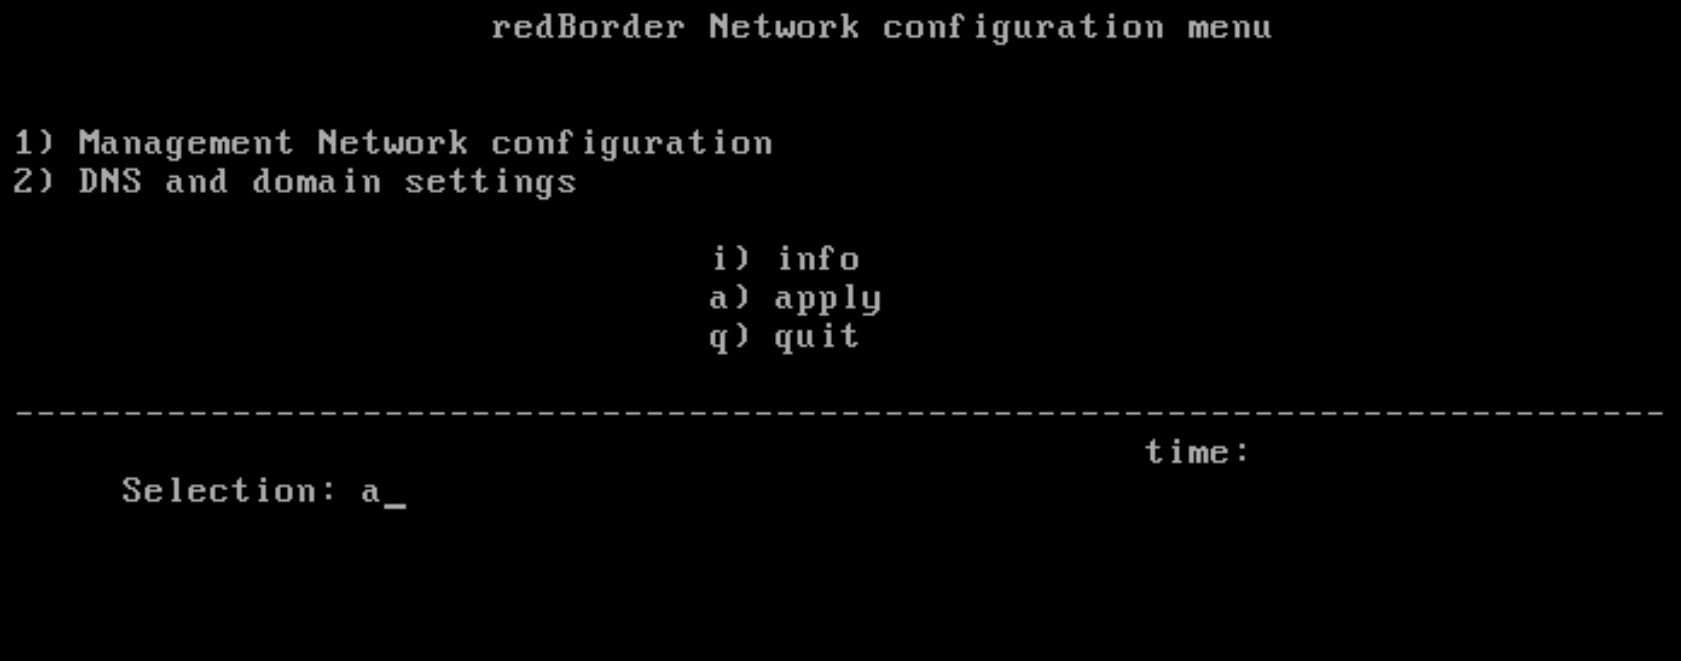 redBorder Network configuration menu
1) Management Network configuration
2) DNS and domain settings
i) info
a) apply
q) quit
--------------------------------------------------------------------------------
time:
Selection: a_